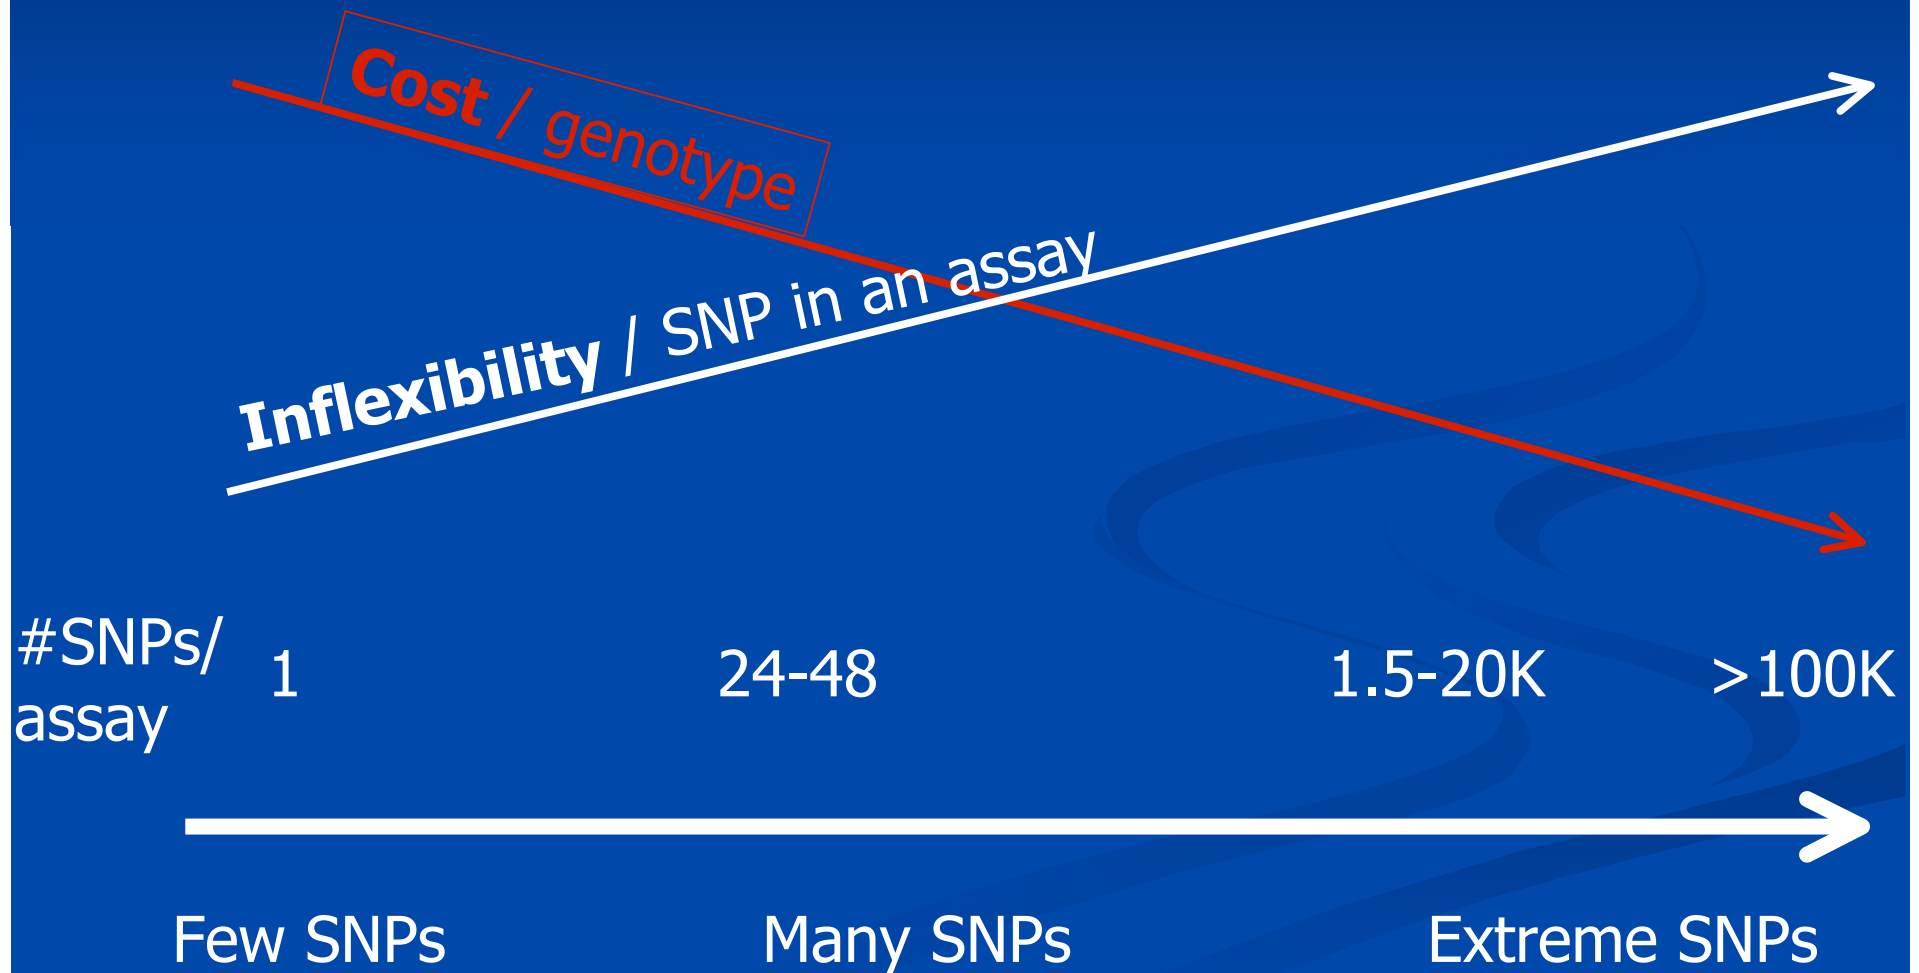 Cost / genotype
Inflexibility / SNP in an assay
#SNPs/
assay
1
24-48
1.5-20K
>100K
Few SNPs
Many SNPs
Extreme SNPs